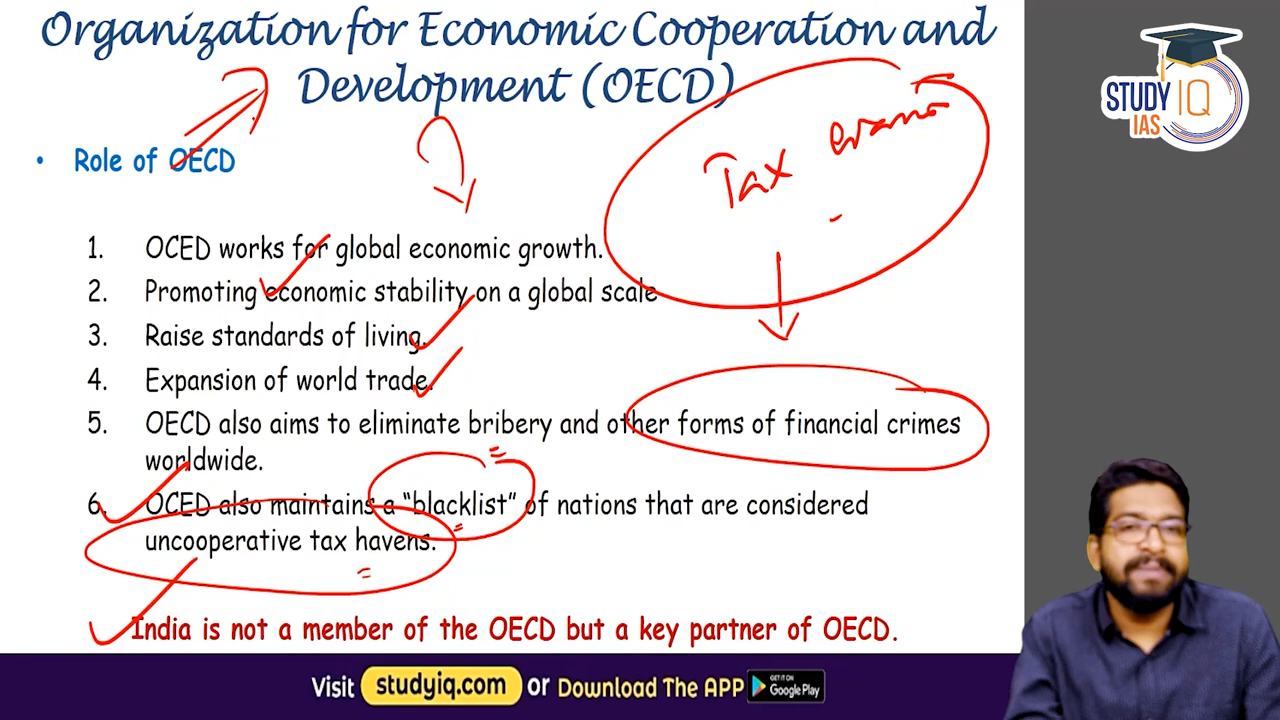 Organization for Economic Cooperation and
Development (OECD)
STUDY IQ
IAS
Tax
• Role of OECD
1. OCED works for global economic growth.
2. Promoting economic stability on a global scale
3. Raise standards of living.
4. Expansion of world trade.
5. OECD also aims to eliminate bribery and other forms of financial crimes
worldwide.
6. OCED also maintains a “blacklist” of nations that are considered
uncooperative tax havens.
India is not a member of the OECD but a key partner of OECD.
Visit studyiq.com or Download The APP GET IT ON Google Play